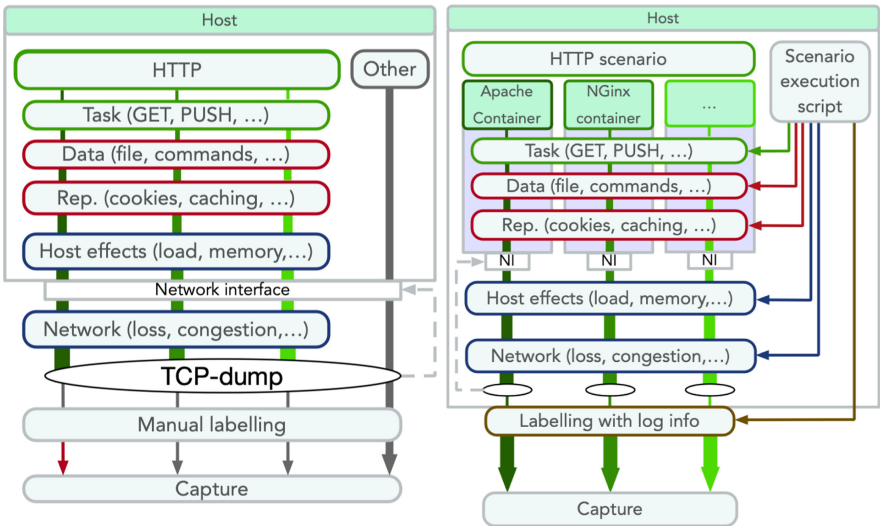 Host
HTTP
Other
Task (GET, PUSH, …)
Data (file, commands, …)
Rep. (cookies, caching, …)
Host effects (load, memory,…)
Network interface
Network (loss, congestion,…)
TCP-dump
Manual labelling
Capture
Host
HTTP scenario
Scenario
execution
script
Apache
Container
NGinx
container
…
Task (GET, PUSH, …)
Data (file, commands, …)
Rep. (cookies, caching, …)
NI
NI
NI
Host effects (load, memory,…)
Network (loss, congestion,…)
Labelling with log info
Capture